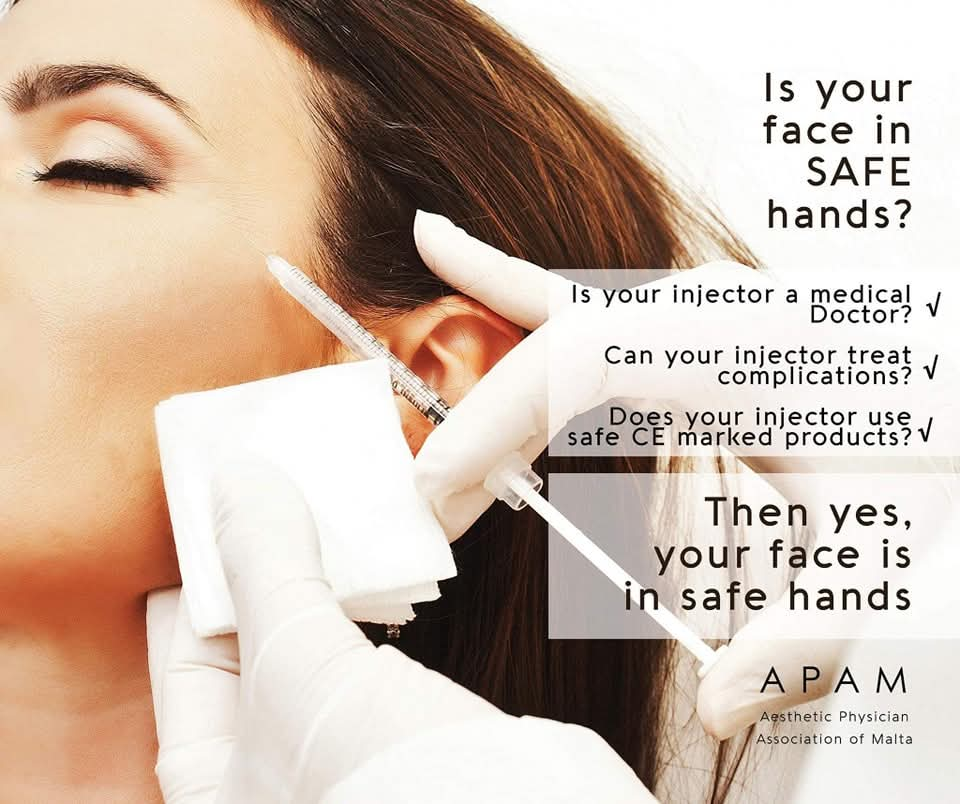 Is your
face in
SAFE
hands?
Is your injector a medical
Doctor? √
Can your injector treat
complications? √
Does your injector use
safe CE marked products? √
Then yes,
your face is
in safe hands
APAM
Aesthetic Physician
Association of Malta